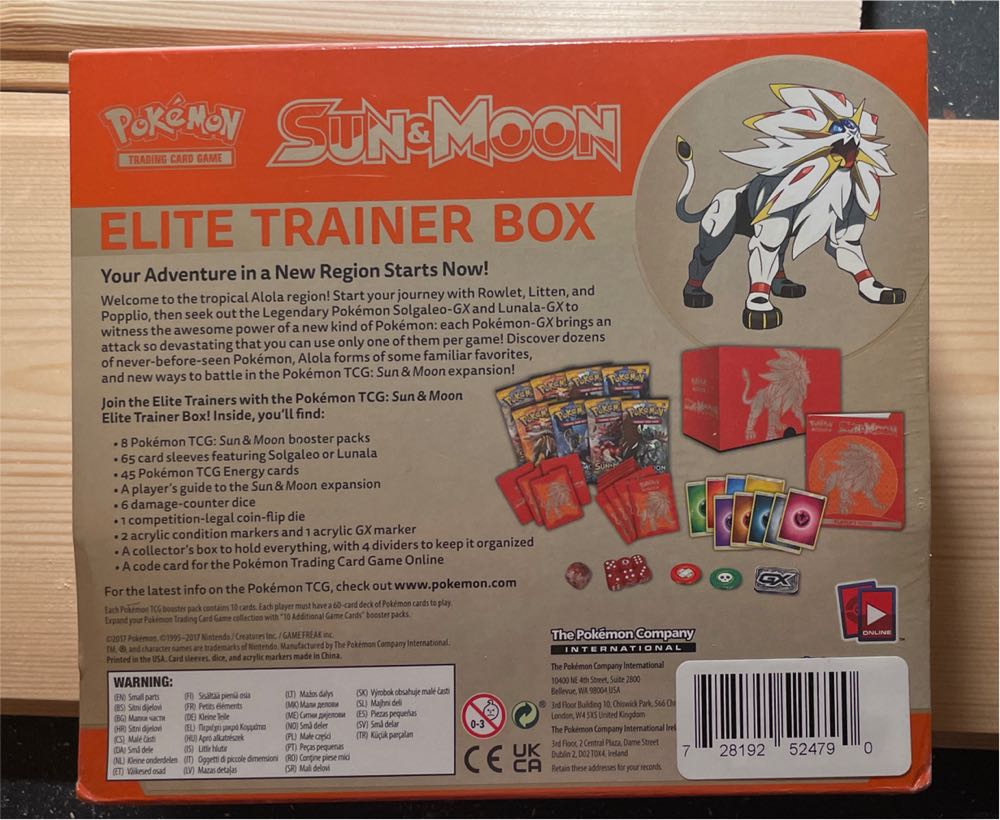 POKéMON
TRADING CARD GAME
SUN & MOON
ELITE TRAINER BOX
Your Adventure in a New Region Starts Now!
Welcome to the tropical Alola region! Start your journey with Rowlet, Litten, and
Popplio, then seek out the Legendary Pokémon Solgaleo-GX and Lunala-GX to
witness the awesome power of a new kind of Pokémon: each Pokémon-GX brings an
attack so devastating that you can use only one of them per game! Discover dozens
of never-before-seen Pokémon, Alola forms of some familiar favorites,
and new ways to battle in the Pokémon TCG: Sun & Moon expansion!
Join the Elite Trainers with the Pokémon TCG: Sun & Moon
Elite Trainer Box! Inside, you'll find:
• 8 Pokémon TCG: Sun & Moon booster packs
• 65 card sleeves featuring Solgaleo or Lunala
• 45 Pokémon TCG Energy cards
• A player's guide to the Sun & Moon expansion
• 6 damage-counter dice
• 1 competition-legal coin-flip die
• 2 acrylic condition markers and 1 acrylic GX marker
• A collector's box to hold everything, with 4 dividers to keep it organized
• A code card for the Pokémon Trading Card Game Online
For the latest info on the Pokémon TCG, check out www.pokemon.com
Each Pokémon TCG booster pack contains 10 cards. Each player must have a 60-card deck of Pokémon cards to play.
Expand your Pokémon Trading Card Game collection with "10 Additional Game Cards" booster packs.
©2017 Pokémon. ©1995–2017 Nintendo / Creatures Inc. / GAME FREAK inc.
TM, ®, and character names are trademarks of Nintendo. Manufactured by The Pokémon Company International.
Printed in the USA. Card sleeves, dice, and acrylic markers made in China.
SUN & MOON
GX
ONLINE
The Pokémon Company
INTERNATIONAL
The Pokémon Company International
10400 NE 4th Street, Suite 2800
Bellevue, WA 98004 USA
3rd Floor Building 10, Chiswick Park, 566 Ch
London, W4 5XS United Kingdom
The Pokémon Company International Irel
3rd Floor, 2 Central Plaza, Dame Street
Dublin 2, D02 T0X4, Ireland
Retain these addresses for your records.
WARNING:
(EN) Small parts
(BS) Sitni dijelovi
(BG) Малки части
(HR) Sitni dijelovi
(CS) Malé části
(DA) Små dele
(NL) Kleine onderdelen
(ET) Väikesed osad
(FI) Sisältää pieniä osia
(FR) Petits éléments
(DE) Kleine Teile
(EL) Περιέχει μικρά Κομμάτια
(HU) Apró alkatrészek
(IS) Litlir hlutir
(IT) Oggetti di piccole dimensioni
(LV) Mazas detaļas
(LT) Mažos dalys
(MK) Мали делови
(ME) Ситни дијелови
(NO) Små deler
(PL) Małe części
(PT) Peças pequenas
(RO) Conține piese mici
(SR) Mali delovi
(SK) Výrobok obsahuje malé časti
(SL) Majhni deli
(ES) Piezas pequeñas
(SV) Små delar
(TR) Küçük parçaları
0-3
CE
UK
CA
7 28192 52479 0